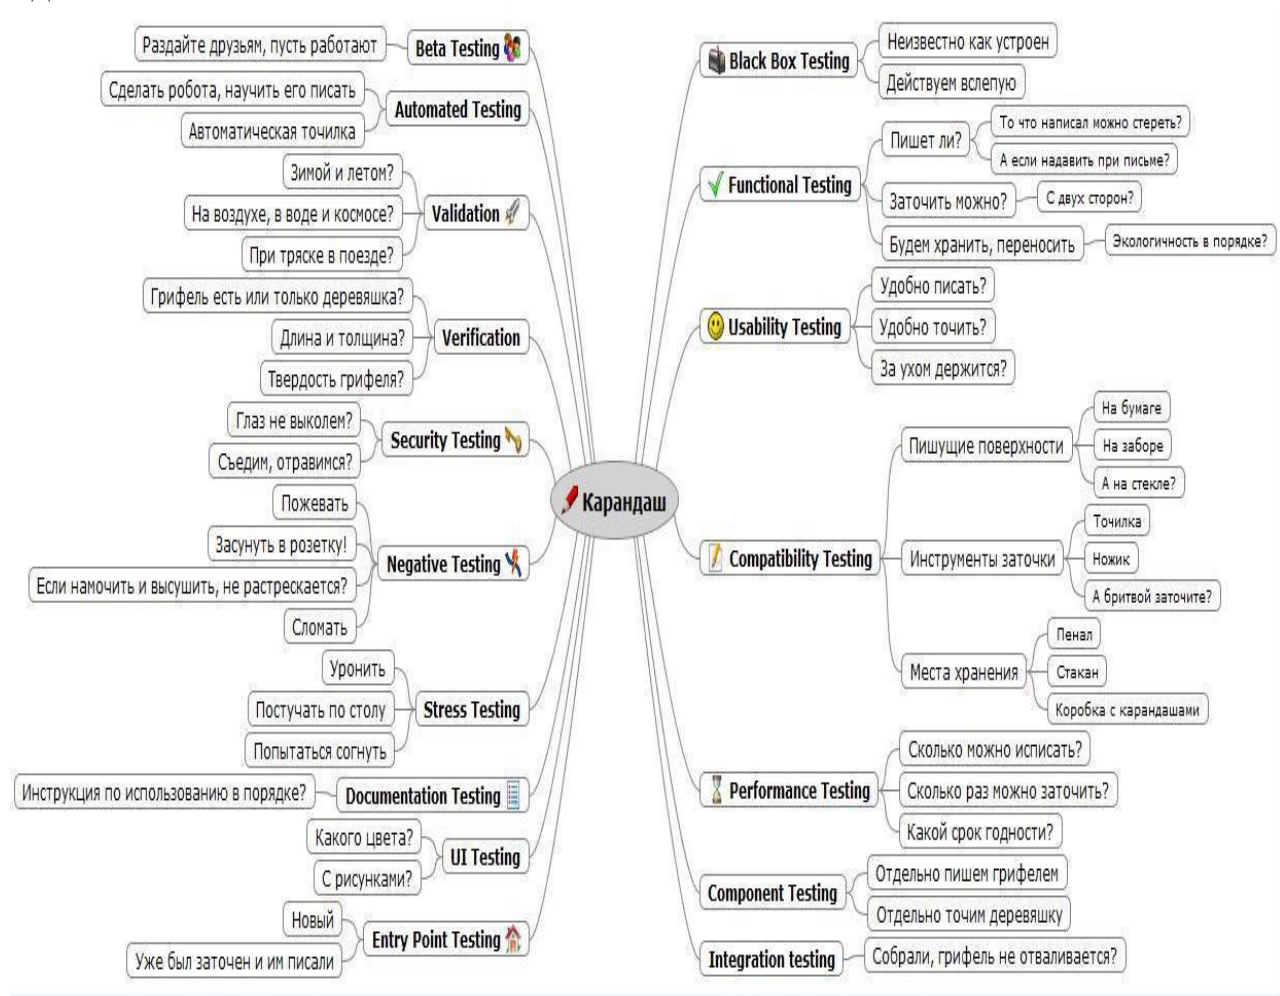 Карандаш
Beta Testing
Раздайте друзьям, пусть работают
Automated Testing
Сделать робота, научить его писать
Автоматическая точилка
Validation
Зимой и летом?
На воздухе, в воде и космосе?
При тряске в поезде?
Verification
Грифель есть или только деревяшка?
Длина и толщина?
Твердость грифеля?
Security Testing
Глаз не выколем?
Съедим, отравимся?
Negative Testing
Пожевать
Засунуть в розетку!
Если намочить и высушить, не растрескается?
Сломать
Stress Testing
Уронить
Постучать по столу
Попытаться согнуть
Documentation Testing
Инструкция по использованию в порядке?
UI Testing
Какого цвета?
С рисунками?
Entry Point Testing
Новый
Уже был заточен и им писали
Black Box Testing
Неизвестно как устроен
Действуем вслепую
Functional Testing
Пишет ли?
То что написал можно стереть?
А если надавить при письме?
Заточить можно?
С двух сторон?
Будем хранить, переносить
Экологичность в порядке?
Usability Testing
Удобно писать?
Удобно точить?
За ухом держится?
Compatibility Testing
Пишущие поверхности
На бумаге
На заборе
А на стекле?
Инструменты заточки
Точилка
Ножик
А бритвой заточите?
Места хранения
Пенал
Стакан
Коробка с карандашами
Performance Testing
Сколько можно исписать?
Сколько раз можно заточить?
Какой срок годности?
Component Testing
Отдельно пишем грифелем
Отдельно точим деревяшку
Integration testing
Собрали, грифель не отваливается?